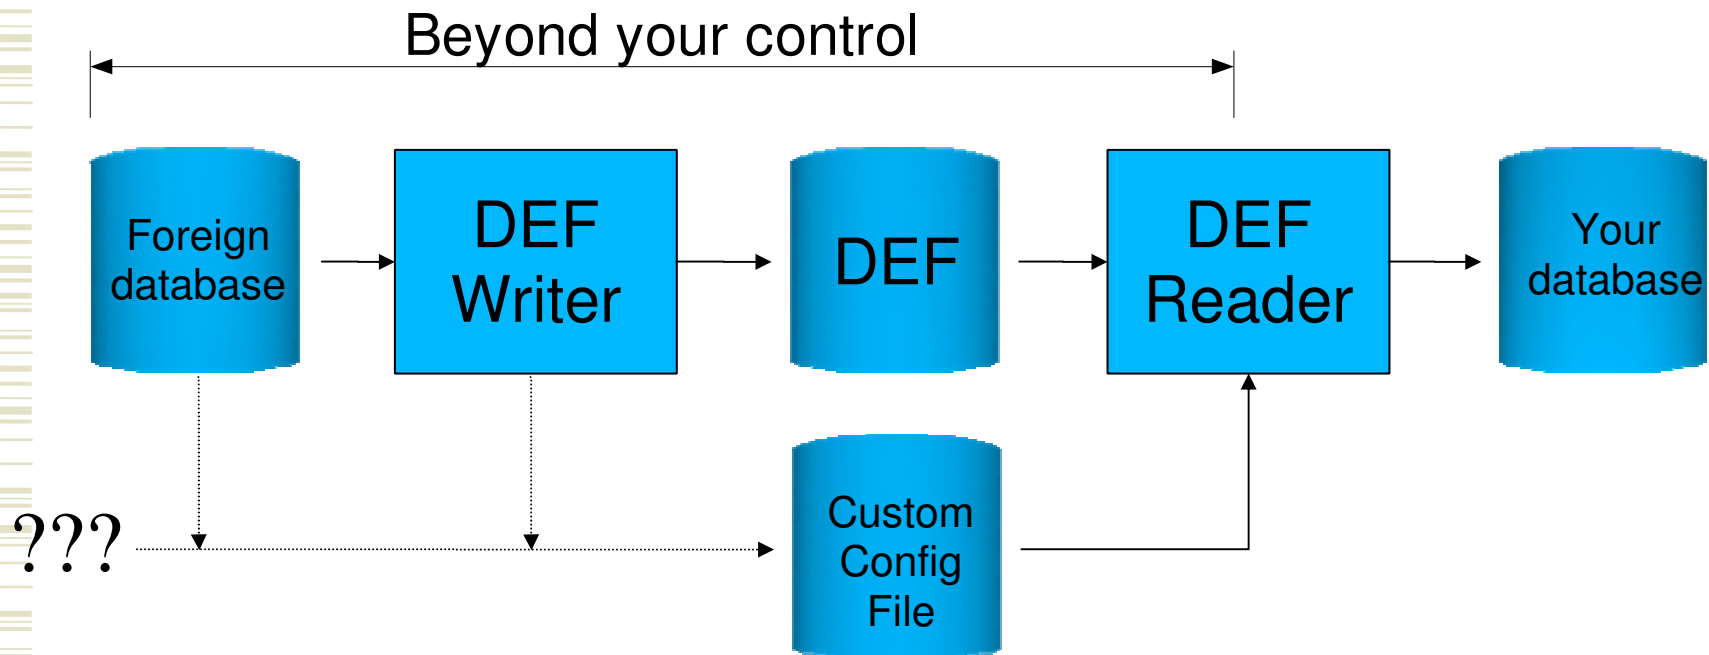 Beyond your control
Foreign
database
DEF
Writer
DEF
DEF
Reader
Your
database
???
Custom
Config
File